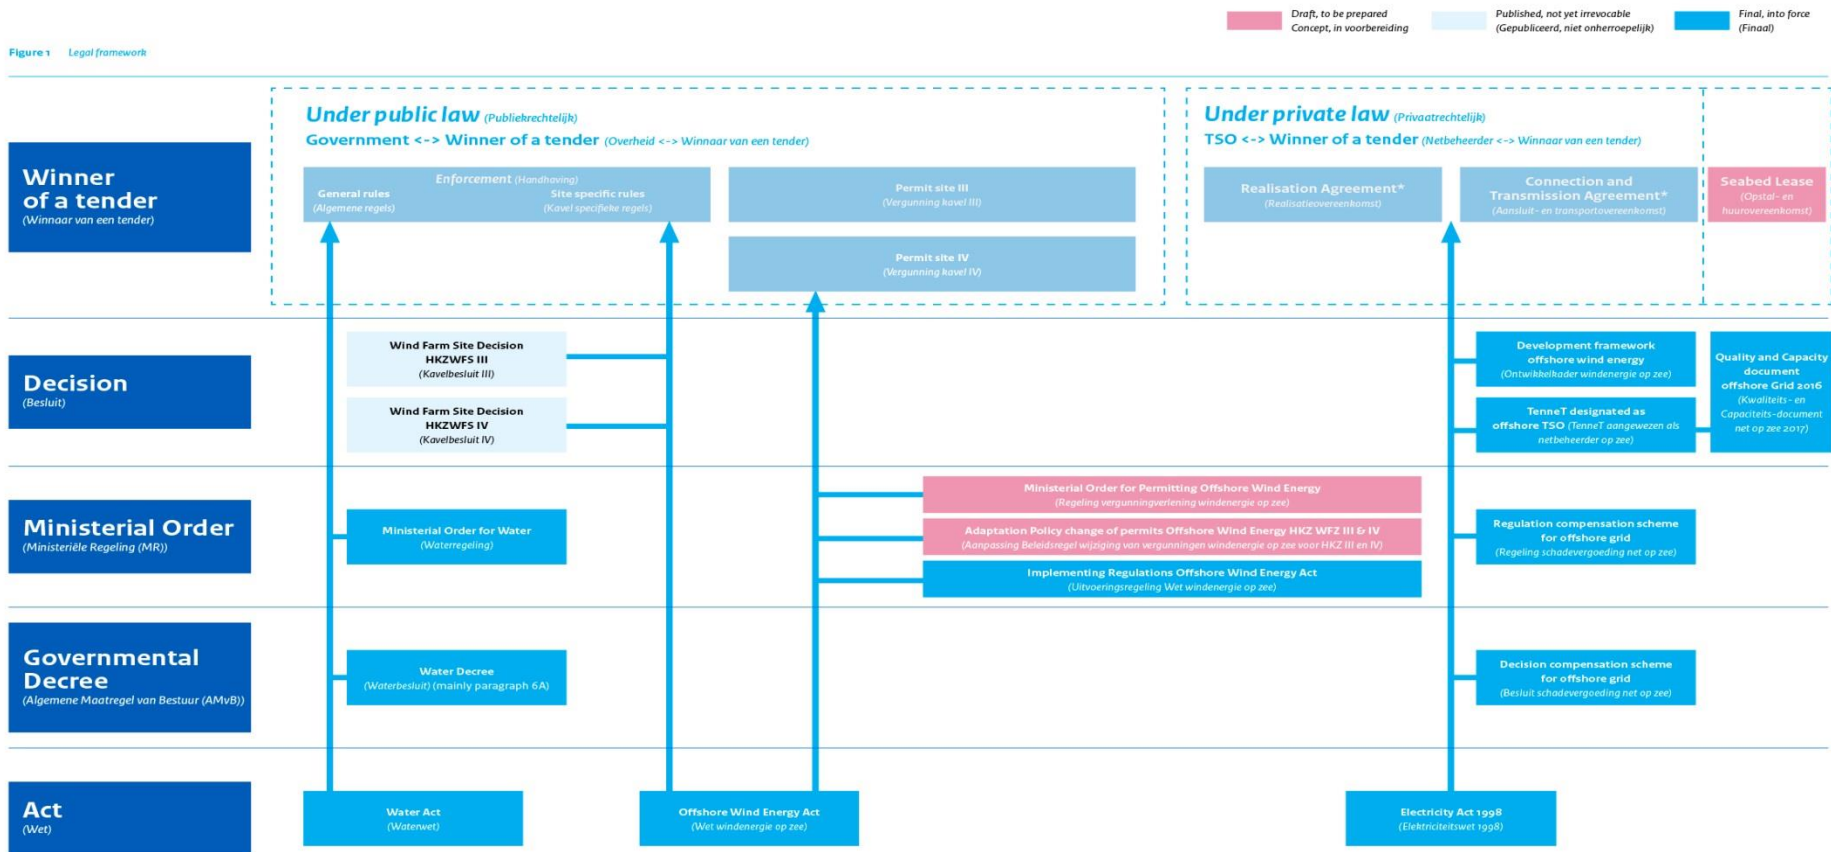 Draft, to be prepared
Concept, in voorbereiding
Published, not yet irrevocable
(Gepubliceerd, niet onherroepelijk)
Final, into force
(Finaal)
Figure 1 Legal framework
Under public law (Publiekrechtelijk)
Government <-> Winner of a tender (Overheid <-> Winnaar van een tender)
Under private law (Privaatrechtelijk)
TSO <-> Winner of a tender (Netbeheerder <-> Winnaar van een tender)
Winner
of a tender
(Winnaar van een tender)
Enforcement (Handhaving)
General rules
(Algemene regels)
Site specific rules
(Kavel specifieke regels)
Permit site III
(Vergunning kavel III)
Permit site IV
(Vergunning kavel IV)
Realisation Agreement*
(Realisatieovereenkomst)
Connection and
Transmission Agreement*
(Aansluit- en transportovereenkomst)
Seabed Lease
(Opstal- en
huurovereenkomst)
Decision
(Besluit)
Wind Farm Site Decision
HKZWFS III
(Kavelbesluit III)
Wind Farm Site Decision
HKZWFS IV
(Kavelbesluit IV)
Development framework
offshore wind energy
(Ontwikkelkader windenergie op zee)
TenneT designated as
offshore TSO (TenneT aangewezen als
netbeheerder op zee)
Quality and Capacity
document
offshore Grid 2016
(Kwaliteits- en
Capaciteits-document
net op zee 2017)
Ministerial Order
(Ministeriële Regeling (MR))
Ministerial Order for Water
(Waterregeling)
Ministerial Order for Permitting Offshore Wind Energy
(Regeling vergunningverlening windenergie op zee)
Adaptation Policy change of permits Offshore Wind Energy HKZ WFZ III & IV
(Aanpassing Beleidsregel wijziging van vergunningen windenergie op zee voor HKZ III en IV)
Implementing Regulations Offshore Wind Energy Act
(Uitvoeringsregeling Wet windenergie op zee)
Regulation compensation scheme
for offshore grid
(Regeling schadevergoeding net op zee)
Governmental
Decree
(Algemene Maatregel van Bestuur (AMvB))
Water Decree
(Waterbesluit) (mainly paragraph 6A)
Decision compensation scheme
for offshore grid
(Besluit schadevergoeding net op zee)
Act
(Wet)
Water Act
(Waterwet)
Offshore Wind Energy Act
(Wet windenergie op zee)
Electricity Act 1998
(Elektriciteitswet 1998)